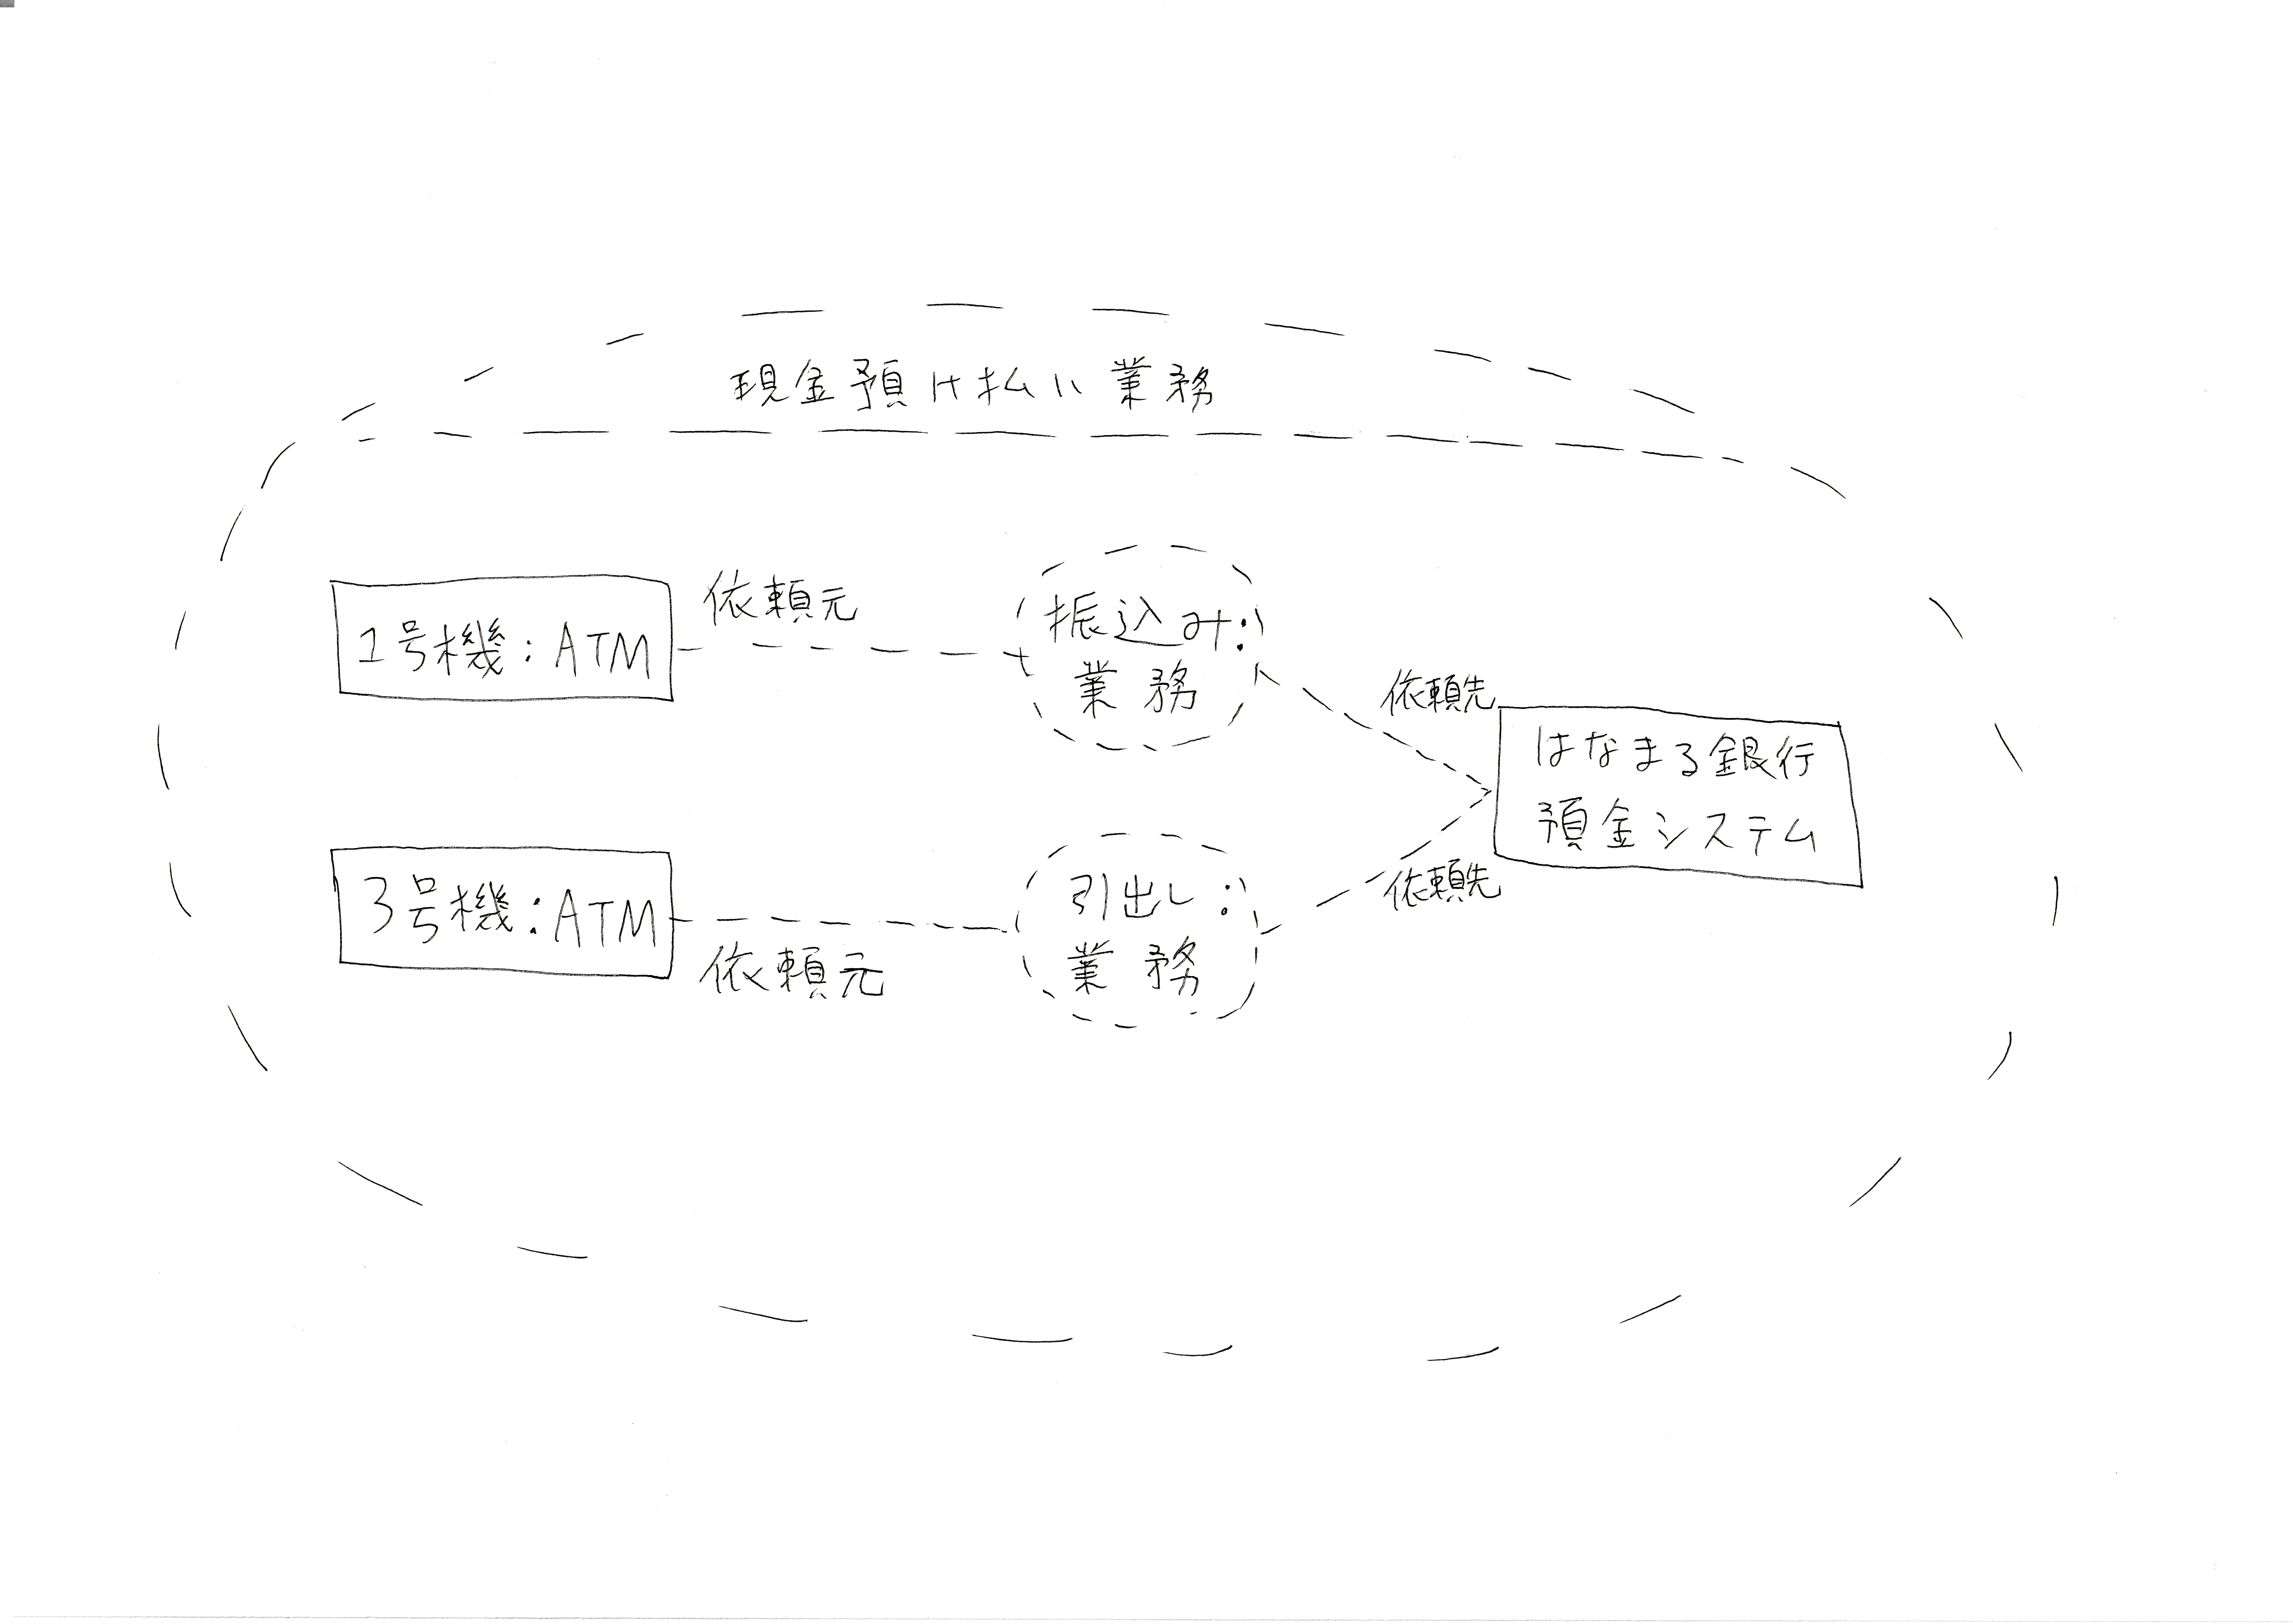 現金預け払い業務
依頼元
1号機:ATM
振込み:
業務
依頼先
はなまる銀行
預金システム
3号機:ATM
依頼元
引出し:
業務
依頼先